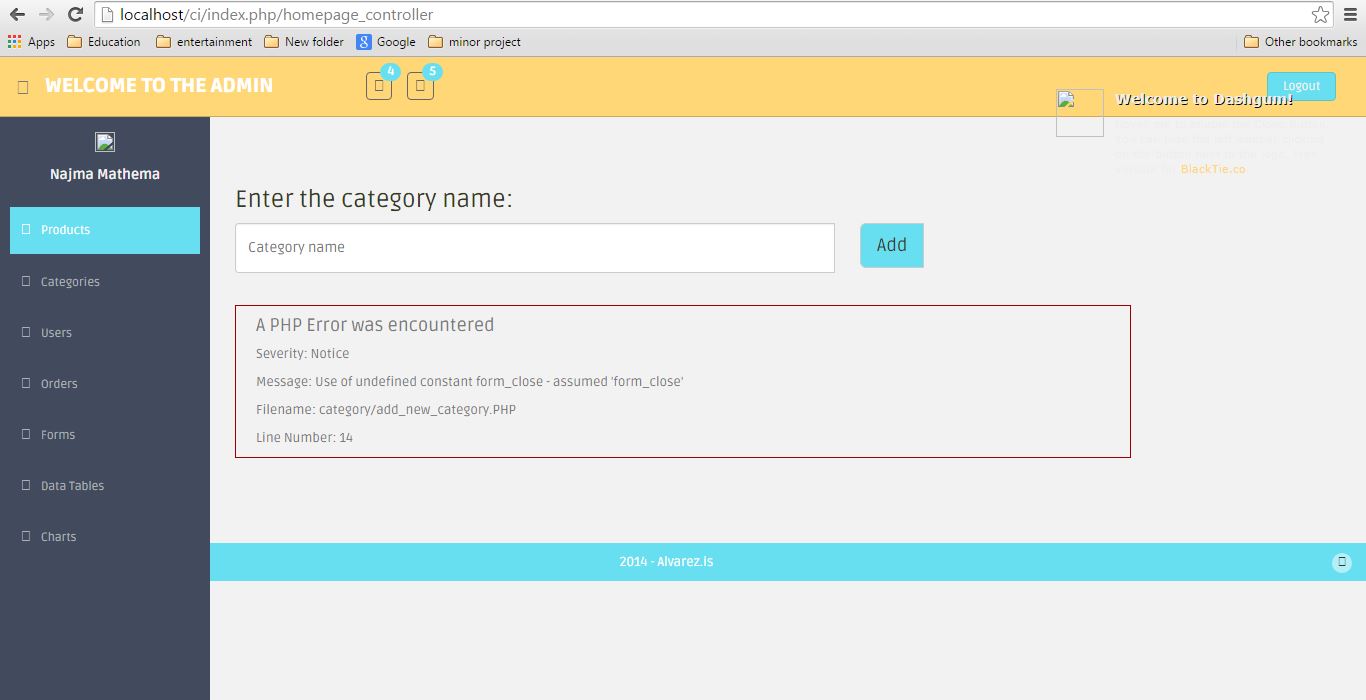 localhost/ci/index.php/homepage_controller
Apps Education entertainment New folder Google minor project Other bookmarks
WELCOME TO THE ADMIN 4 5 Logout
Welcome to Dashgum!
BlackTie.co
Najma Mathema
Products
Categories
Users
Orders
Forms
Data Tables
Charts
Enter the category name:
Category name Add
A PHP Error was encountered
Severity: Notice
Message: Use of undefined constant form_close - assumed 'form_close'
Filename: category/add_new_category.PHP
Line Number: 14
2014 - Alvarez.is